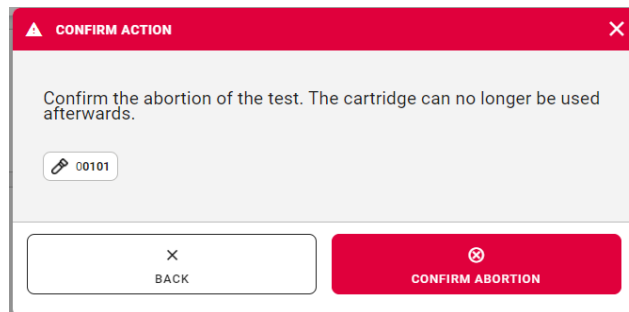 CONFIRM ACTION
Confirm the abortion of the test. The cartridge can no longer be used
afterwards.
00101
BACK
CONFIRM ABORTION